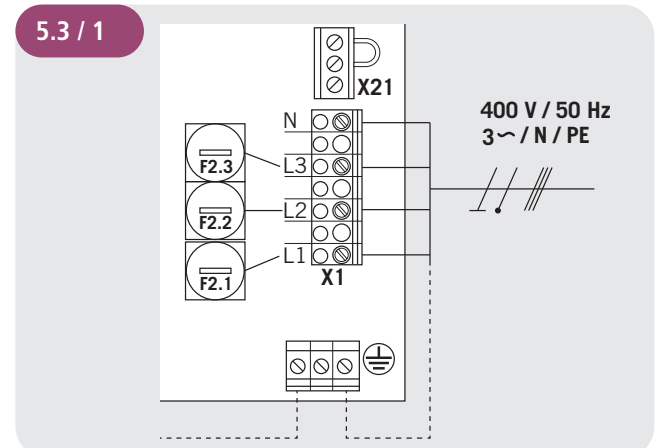 5.3 / 1
X21
400 V / 50 Hz
3~ / N / PE
N
F2.3
L3
F2.2
L2
F2.1
L1
X1